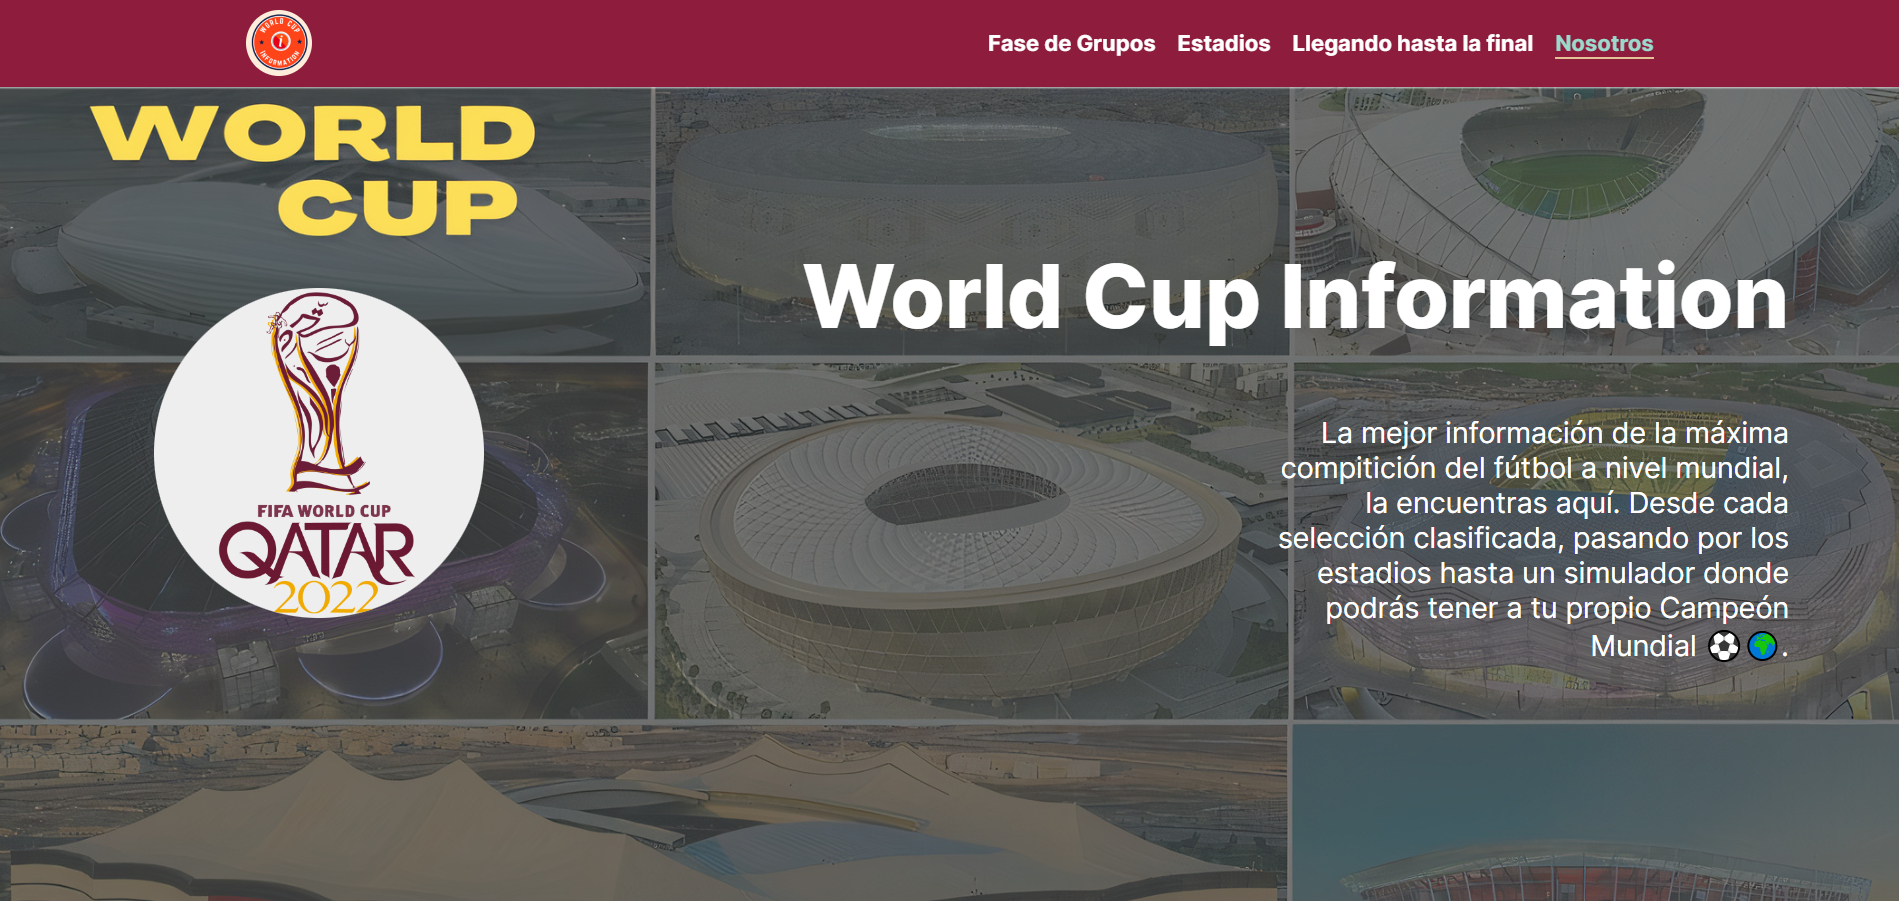 WORLD CUP
i
INFORMATION
Fase de Grupos Estadios Llegando hasta la final Nosotros
WORLD
CUP
World Cup Information
FIFA WORLD CUP
QATAR
2022
La mejor información de la máxima
compitición del fútbol a nivel mundial,
la encuentras aquí. Desde cada
selección clasificada, pasando por los
estadios hasta un simulador donde
podrás tener a tu propio Campeón
Mundial ⚽🌍.